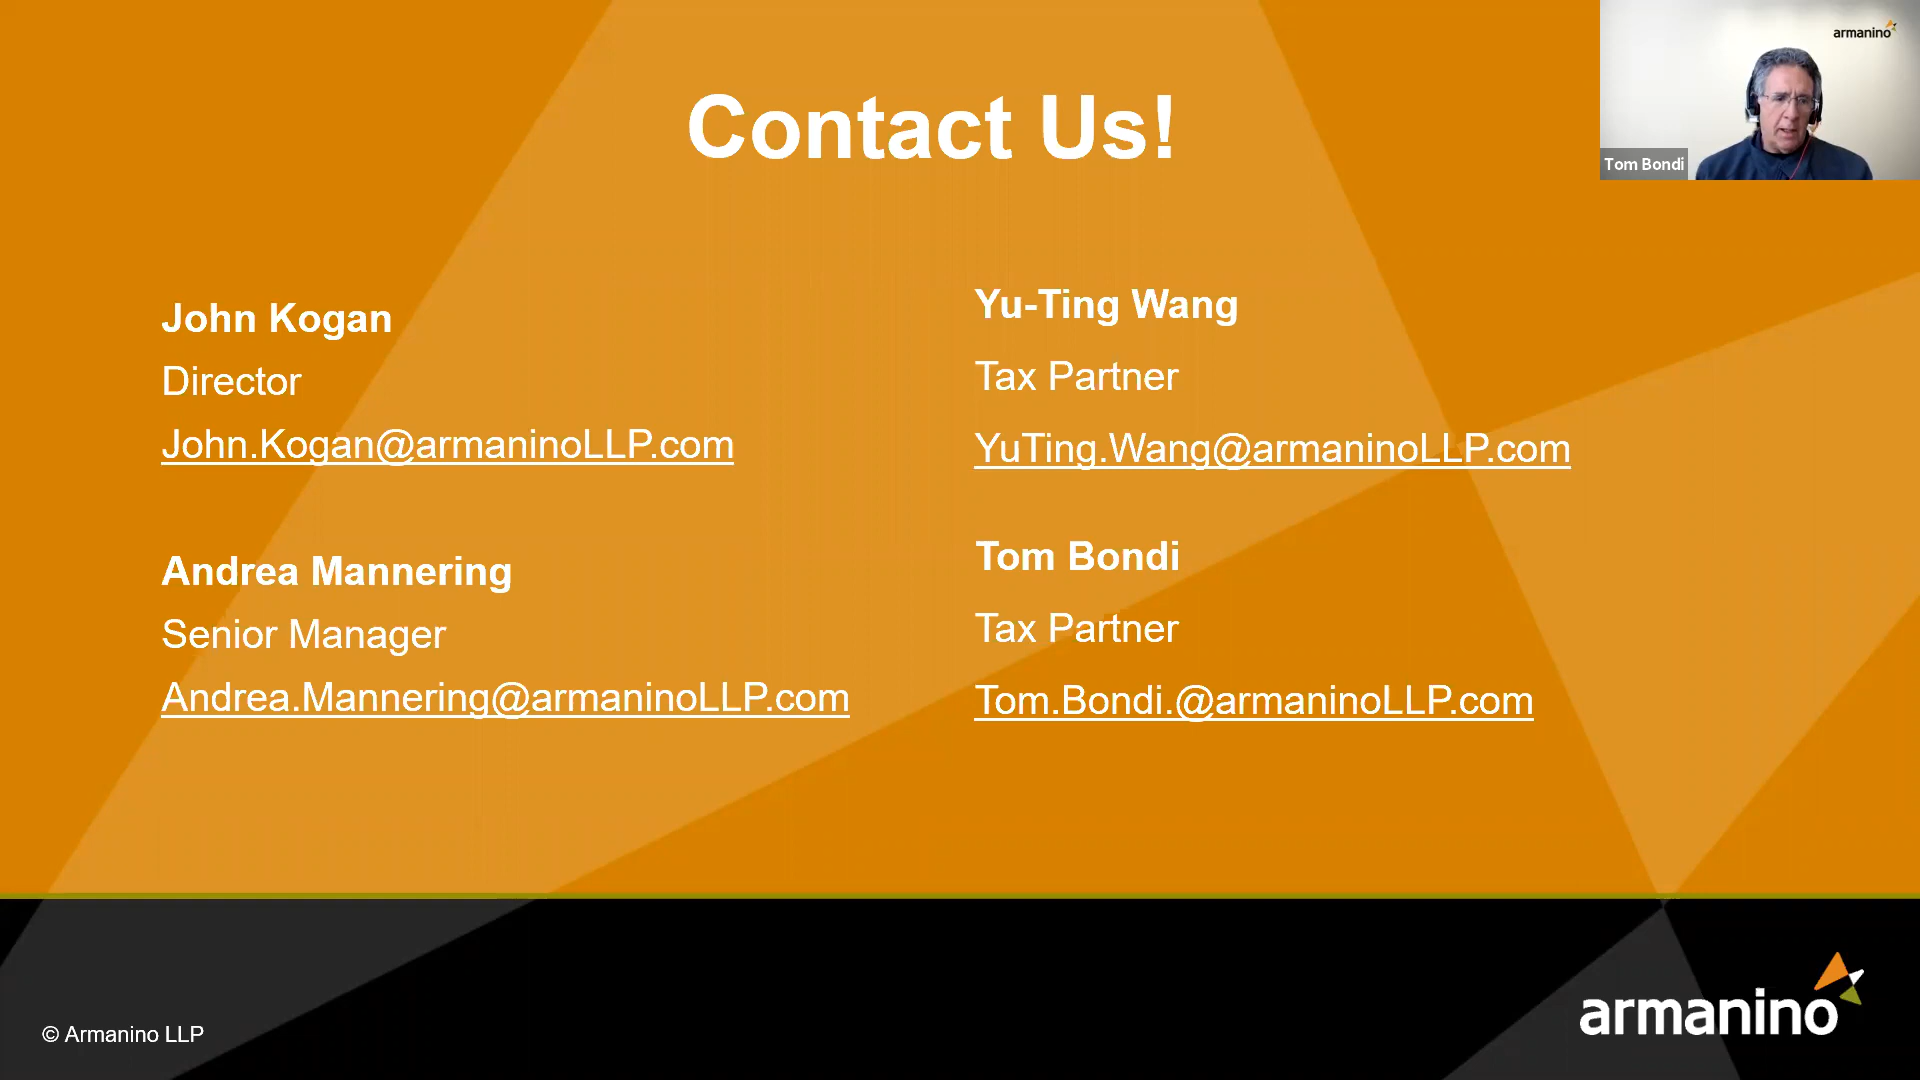 Contact Us!
armanino
Tom Bondi
John Kogan
Director
John.Kogan@armaninoLLP.com
Andrea Mannering
Senior Manager
Andrea.Mannering@armaninoLLP.com
Yu-Ting Wang
Tax Partner
YuTing.Wang@armaninoLLP.com
Tom Bondi
Tax Partner
Tom.Bondi.@armaninoLLP.com
© Armanino LLP
armanino